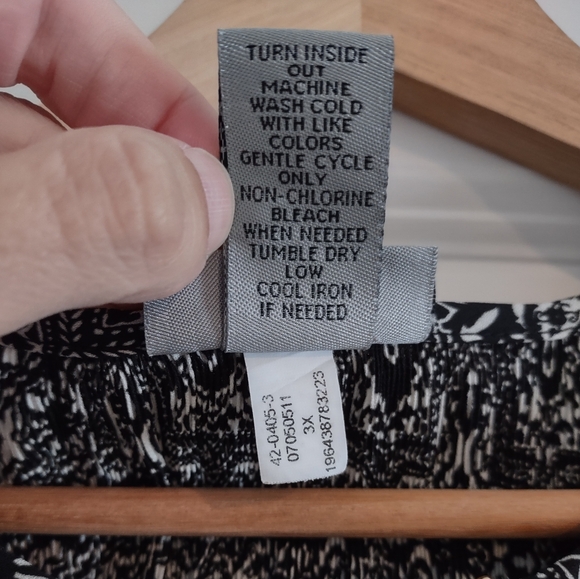 TURN INSIDE
OUT
MACHINE
WASH COLD
WITH LIKE
COLORS
GENTLE CYCLE
ONLY
NON-CHLORINE
BLEACH
WHEN NEEDED
TUMBLE DRY
LOW
COOL IRON
IF NEEDED
42-0405-3
07050511
3X
196438783223